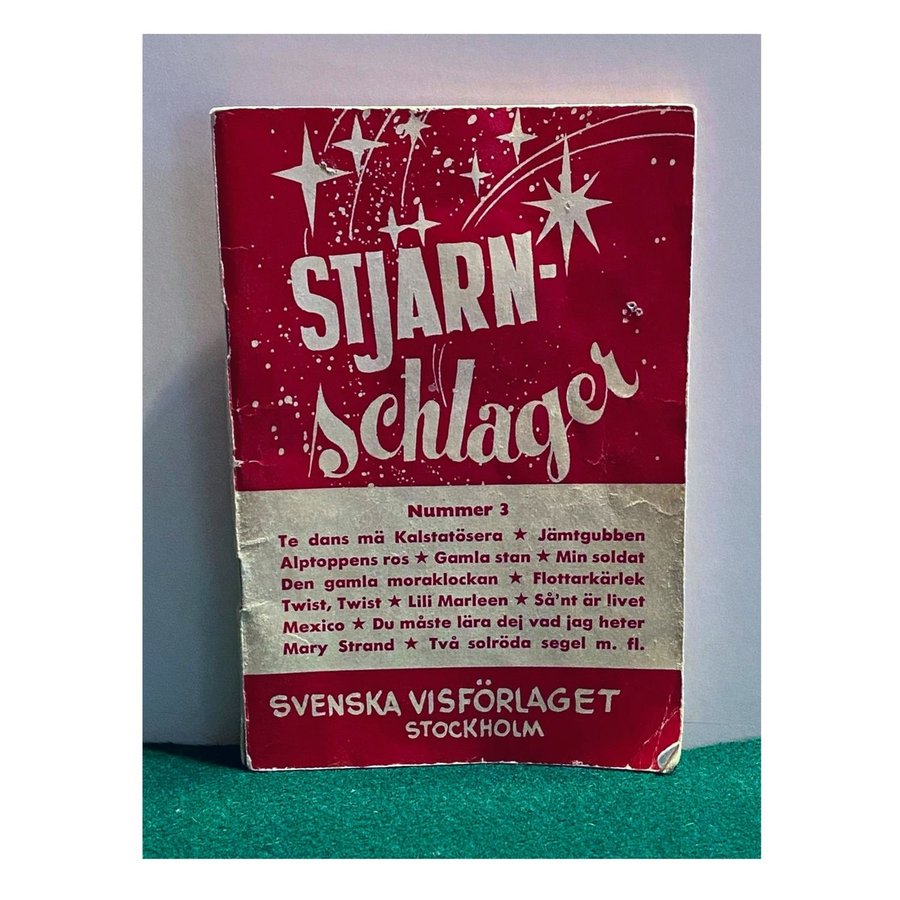 STJÄRN-
schlager
Nummer 3
Te dans mä Kalstatösera ★ Jämtgubben
Alptoppens ros ★ Gamla stan ★ Min soldat
Den gamla moraklockan ★ Flottarkärlek
Twist, Twist ★ Lili Marleen ★ Så'nt är livet
Mexico ★ Du måste lära dej vad jag heter
Mary Strand ★ Två solröda segel m. fl.
SVENSKA VISFÖRLAGET
STOCKHOLM